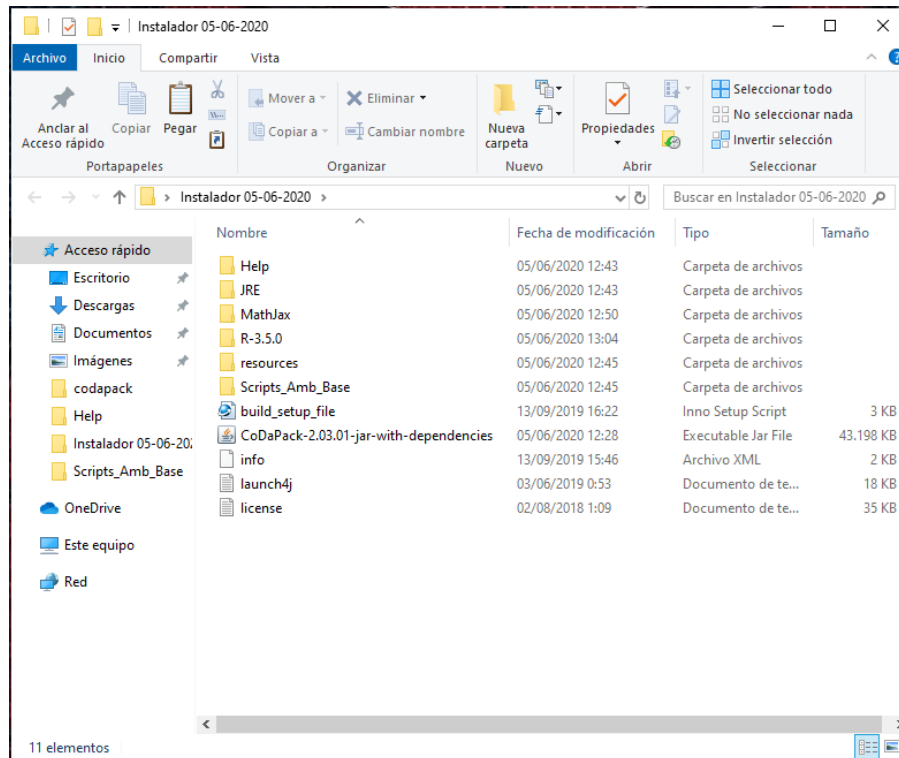 Instalador 05-06-2020
Archivo Inicio Compartir Vista
Anclar al Acceso rápido
Copiar
Pegar
Mover a
Copiar a
Eliminar
Cambiar nombre
Nueva carpeta
Propiedades
Seleccionar todo
No seleccionar nada
Invertir selección
Portapapeles Organizar Nuevo Abrir Seleccionar
Instalador 05-06-2020
Buscar en Instalador 05-06-2020
Acceso rápido
Escritorio
Descargas
Documentos
Imágenes
codapack
Help
Instalador 05-06-20
Scripts_Amb_Base
OneDrive
Este equipo
Red
Nombre Fecha de modificación Tipo Tamaño
Help 05/06/2020 12:43 Carpeta de archivos
JRE 05/06/2020 12:43 Carpeta de archivos
MathJax 05/06/2020 12:50 Carpeta de archivos
R-3.5.0 05/06/2020 13:04 Carpeta de archivos
resources 05/06/2020 12:45 Carpeta de archivos
Scripts_Amb_Base 05/06/2020 12:45 Carpeta de archivos
build_setup_file 13/09/2019 16:22 Inno Setup Script 3 KB
CoDaPack-2.03.01-jar-with-dependencies 05/06/2020 12:28 Executable Jar File 43.198 KB
info 13/09/2019 15:46 Archivo XML 2 KB
launch4j 03/06/2019 0:53 Documento de te... 18 KB
license 02/08/2018 1:09 Documento de te... 35 KB
11 elementos